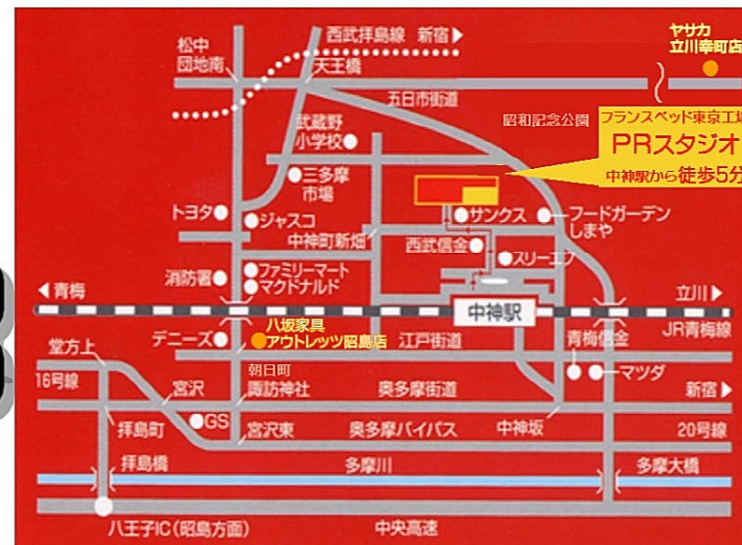 西武拝島線 新宿▶
ヤサカ
立川幸町店
松中
団地南
天王橋
五日市街道
昭和記念公園
フランスベッド東京工場
PRスタジオ
中神駅から徒歩5分
武蔵野
小学校
三多摩
市場
トヨタ
ジャスコ
サンクス
フードガーデン
しまや
中神町新畑
西武信金
スリーエフ
消防署
ファミリーマート
マクドナルド
◀青梅
中神駅
立川▶
JR青梅線
デニーズ
八坂家具
アウトレッツ昭島店
江戸街道
青梅信金
堂方上
朝日町
マツダ
16号線
宮沢
諏訪神社
奥多摩街道
新宿▶
拝島町
GS
宮沢東
奥多摩バイパス
中神坂
20号線
拝島橋
多摩川
多摩大橋
八王子IC(昭島方面)
中央高速